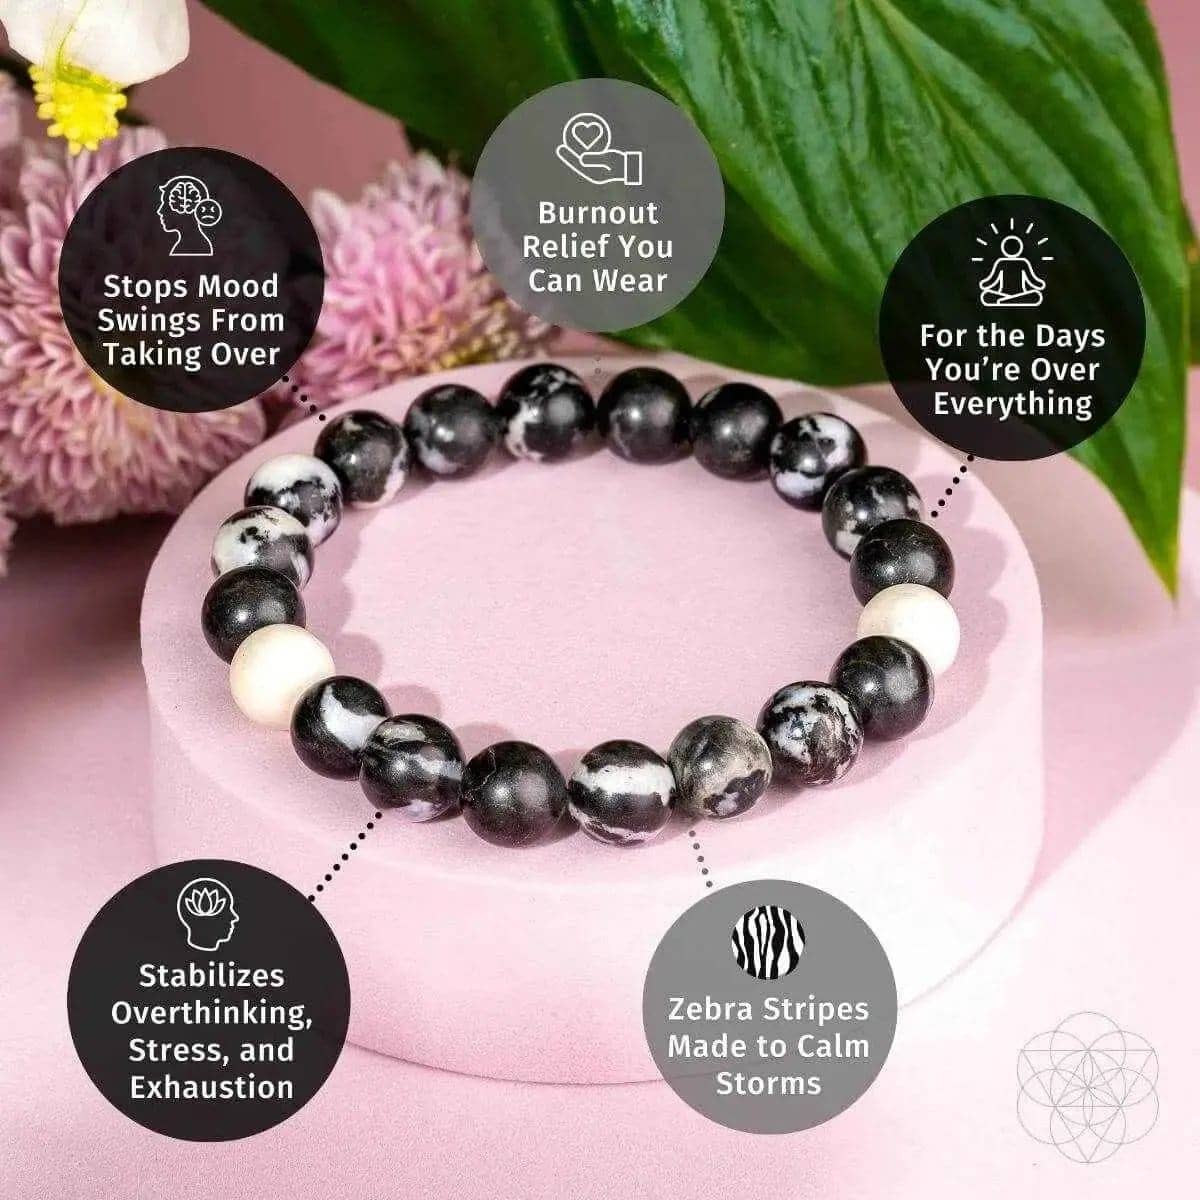 Burnout
Relief You
Can Wear
Stops Mood
Swings From
Taking Over
For the Days
You're Over
Everything
Stabilizes
Overthinking,
Stress, and
Exhaustion
Zebra Stripes
Made to Calm
Storms